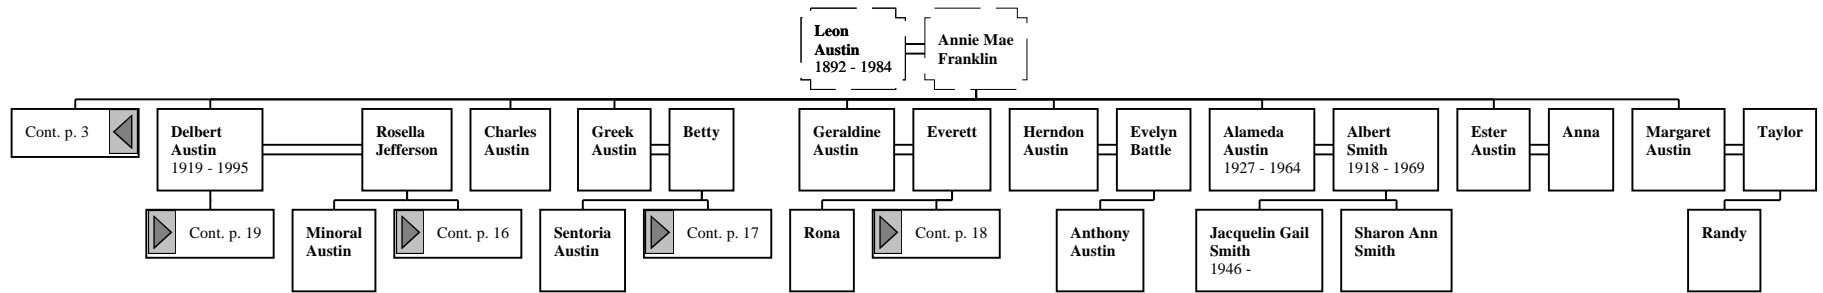 Leon
Austin
1892 - 1984
Annie Mae
Franklin
Cont. p. 3
Delbert
Austin
1919 - 1995
Rosella
Jefferson
Charles
Austin
Greek
Austin
Betty
Geraldine
Austin
Everett
Herndon
Austin
Evelyn
Battle
Alameda
Austin
1927 - 1964
Albert
Smith
1918 - 1969
Ester
Austin
Anna
Margaret
Austin
Taylor
Cont. p. 19
Minoral
Austin
Cont. p. 16
Sentoria
Austin
Cont. p. 17
Rona
Cont. p. 18
Anthony
Austin
Jacquelin Gail
Smith
1946 -
Sharon Ann
Smith
Randy